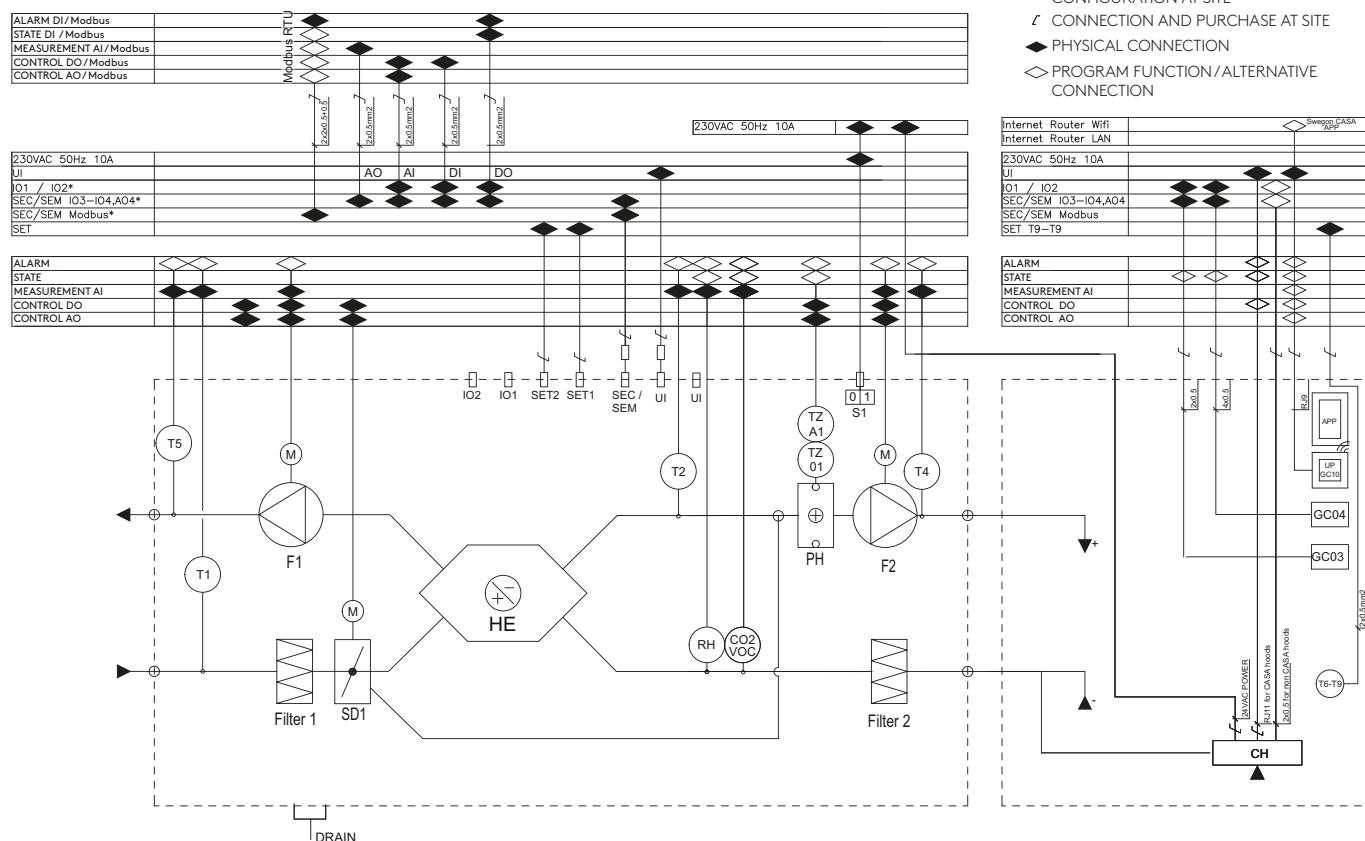 CONFIGURATION AT SITE
CONNECTION AND PURCHASE AT SITE
PHYSICAL CONNECTION
PROGRAM FUNCTION/ALTERNATIVE
CONNECTION
ALARM DI/Modbus
STATE DI /Modbus
MEASUREMENT AI/Modbus
CONTROL DO/Modbus
CONTROL AO/Modbus
Modbus RTU
2x2x0.5+0.5
2x0.5mm2
2x0.5mm2
2x0.5mm2
2x0.5mm2
230VAC 50Hz 10A
230VAC 50Hz 10A
UI
IO1 / IO2*
SEC/SEM IO3-IO4,AO4*
SEC/SEM Modbus*
SET
AO AI DI DO
ALARM
STATE
MEASUREMENT AI
CONTROL DO
CONTROL AO
Internet Router Wifi
Internet Router LAN
Swegon CASA
APP
230VAC 50Hz 10A
UI
IO1 / IO2
SEC/SEM IO3-IO4,AO4
SEC/SEM Modbus
SET T9-T9
ALARM
STATE
MEASUREMENT AI
CONTROL DO
CONTROL AO
IO2
IO1
SET2
SET1
SEC /
SEM
UI
UI
0 1
S1
T5
M
F1
T1
M
Filter 1
SD1
HE
T2
RH
CO2
VOC
TZ
A1
TZ
01
PH
M
F2
T4
Filter 2
+
-
DRAIN
2x0.5
4x0.5
RJ9
APP
UP
GC10
GC04
GC03
12x0.5mm2
T6-T9
24VAC POWER
RJ11 for CASA hoods
2x0.5 for non CASA hoods
CH